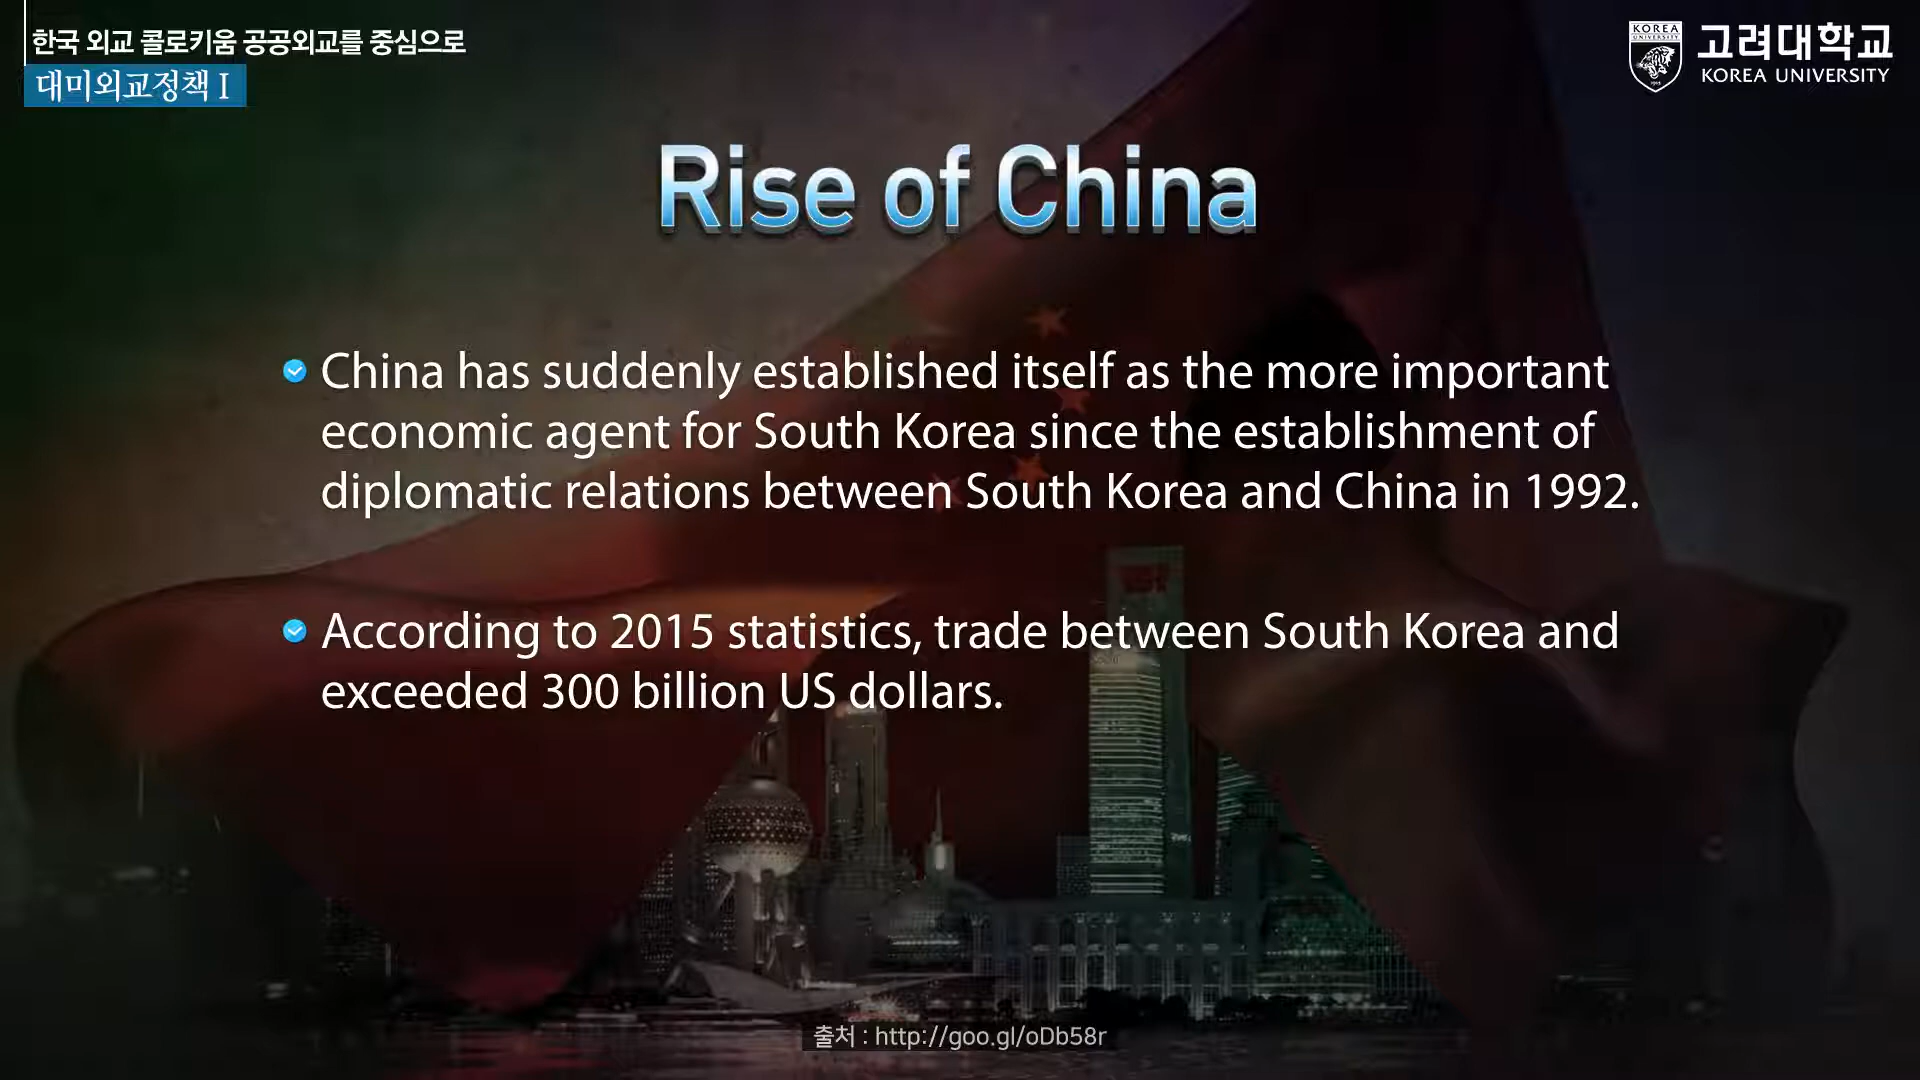 한국 외교 콜로키움 공공외교를 중심으로
대미외교정책 I
KOREA
UNIVERSITY
1905
고려대학교
KOREA UNIVERSITY
Rise of China
China has suddenly established itself as the more important
economic agent for South Korea since the establishment of
diplomatic relations between South Korea and China in 1992.
According to 2015 statistics, trade between South Korea and
exceeded 300 billion US dollars.
출처 : http://goo.gl/oDb58r